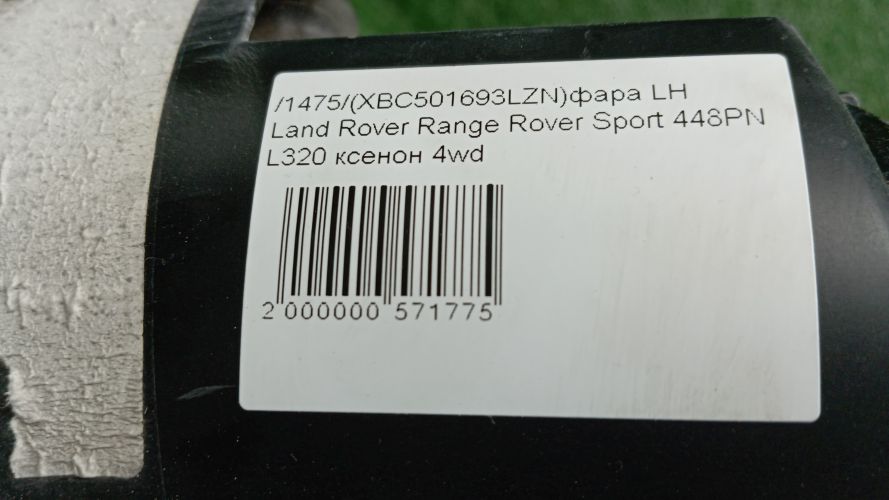 /1475/(XBC501693LZN)фара LH
Land Rover Range Rover Sport 448PN
L320 ксенон 4wd
2 000000 571775